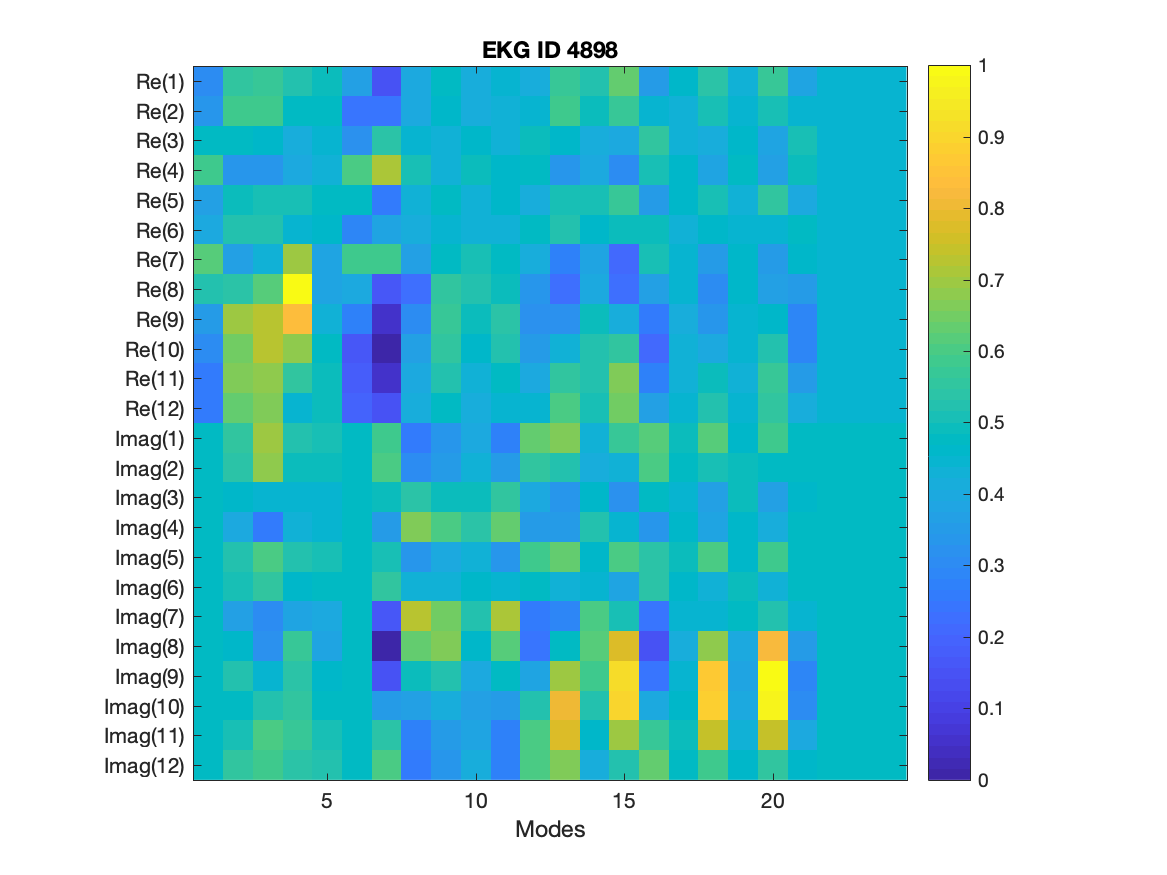 EKG ID 4898
Re(1)
Re(2)
Re(3)
Re(4)
Re(5)
Re(6)
Re(7)
Re(8)
Re(9)
Re(10)
Re(11)
Re(12)
Imag(1)
Imag(2)
Imag(3)
Imag(4)
Imag(5)
Imag(6)
Imag(7)
Imag(8)
Imag(9)
Imag(10)
Imag(11)
Imag(12)
5 10 15 20
Modes
1
0.9
0.8
0.7
0.6
0.5
0.4
0.3
0.2
0.1
0